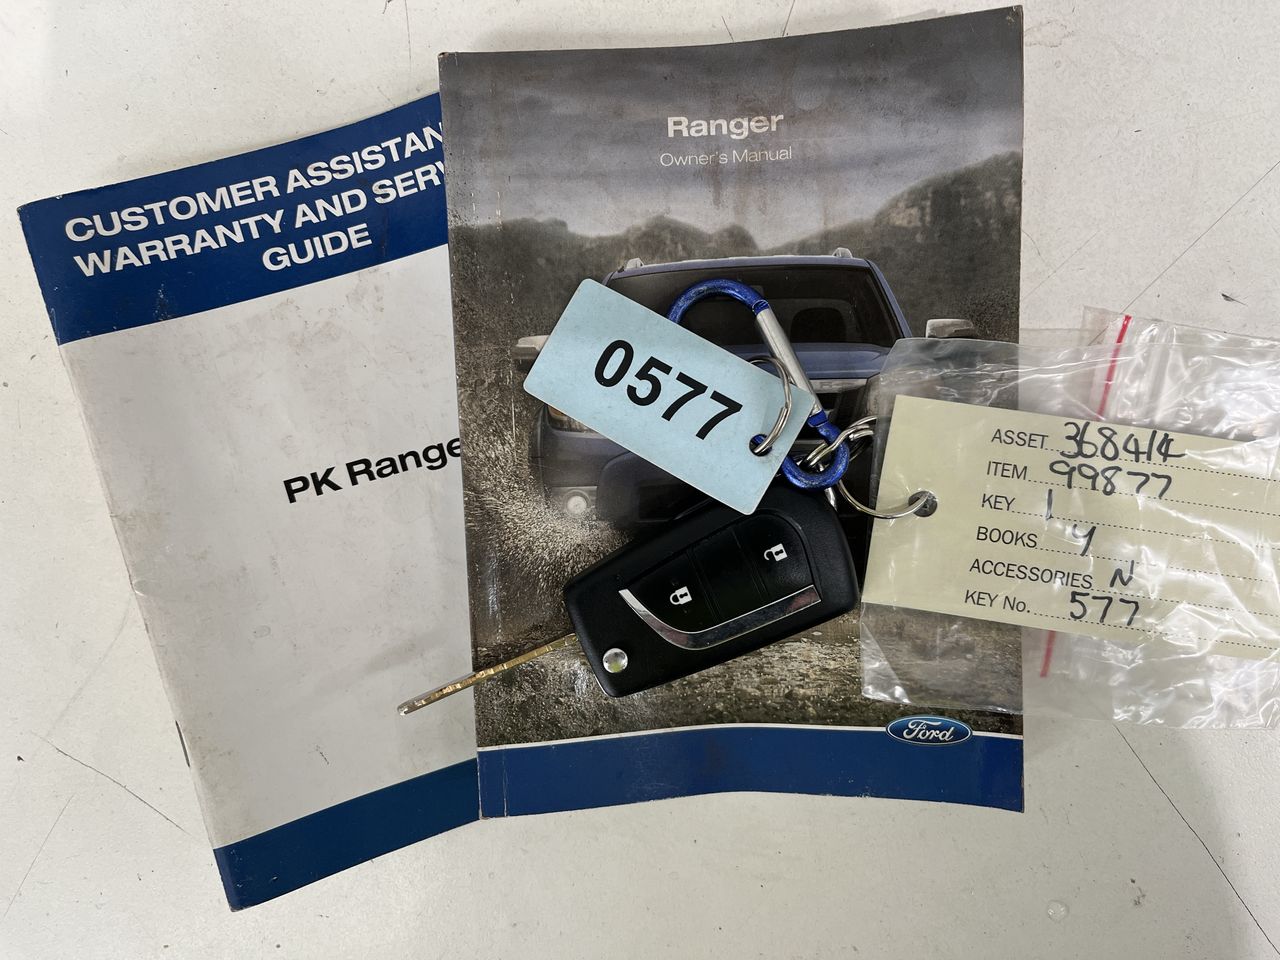 CUSTOMER ASSISTAN
WARRANTY AND SERV
GUIDE
PK Range
Ranger
Owner's Manual
0577
ASSET 368414
ITEM 99877
KEY 1
BOOKS Y
ACCESSORIES N
KEY No. 577
Ford